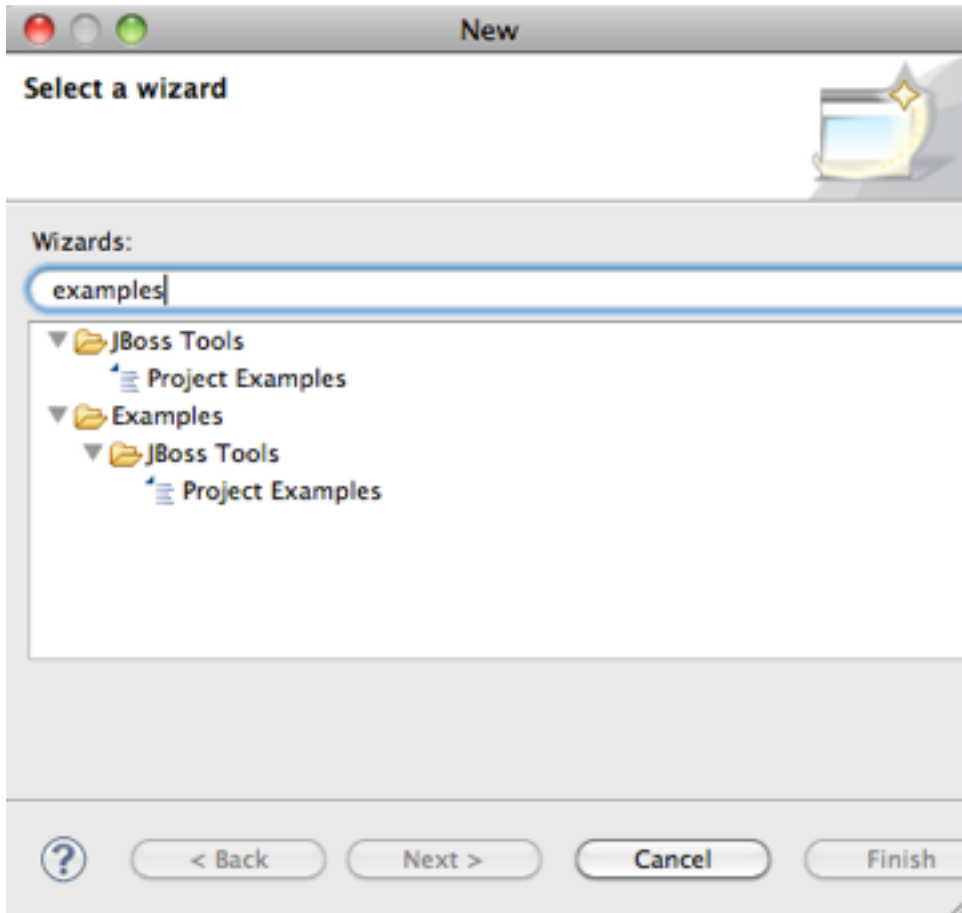 New
Select a wizard
Wizards:
examples
JBoss Tools
Project Examples
Examples
JBoss Tools
Project Examples
?
< Back Next > Cancel Finish